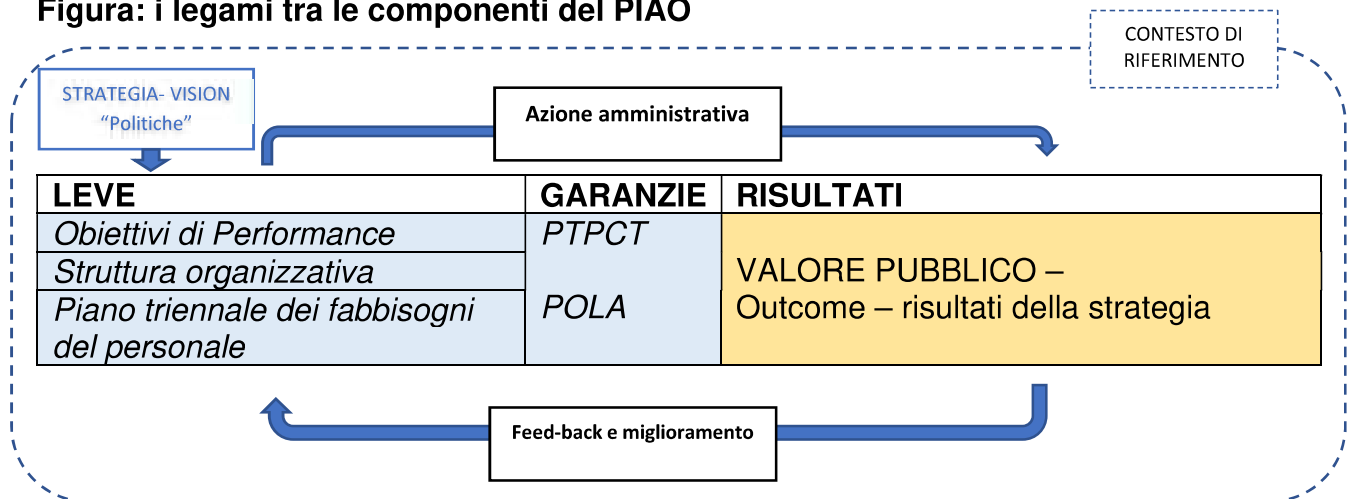 Figura: i legami tra le componenti del PIAO
CONTESTO DI
RIFERIMENTO
STRATEGIA- VISION
“Politiche”
Azione amministrativa
LEVE GARANZIE RISULTATI
Obiettivi di Performance PTPCT
Struttura organizzativa VALORE PUBBLICO –
Piano triennale dei fabbisogni POLA Outcome – risultati della strategia
del personale
Feed-back e miglioramento